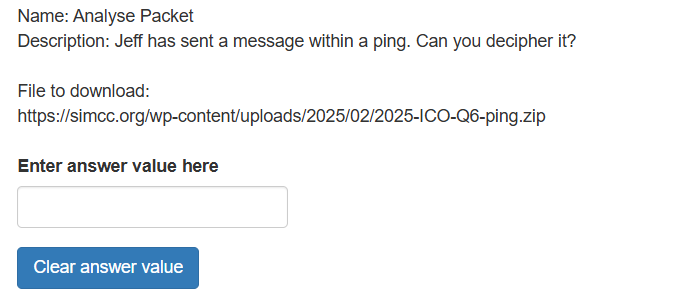 Name: Analyse Packet
Description: Jeff has sent a message within a ping. Can you decipher it?
File to download:
https://simcc.org/wp-content/uploads/2025/02/2025-ICO-Q6-ping.zip
Enter answer value here
Clear answer value